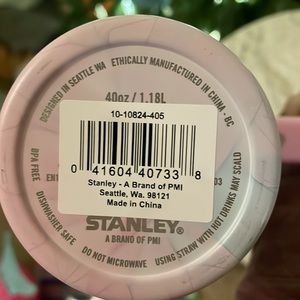 DESIGNED IN SEATTLE WA
ETHICALLY MANUFACTURED IN CHINA - BC
40oz / 1.18L
10-10824-405
0 41604 40733 8
Stanley - A Brand of PMI
Seattle, Wa. 98121
Made in China
BPA FREE
EN1
03
STANLEY
A BRAND OF PMI
DISHWASHER SAFE
DO NOT MICROWAVE
USING STRAW WITH HOT DRINKS MAY SCALD